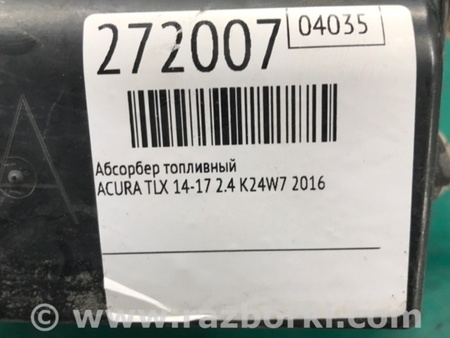 272007
04035
Абсорбер топливный
ACURA TLX 14-17 2.4 K24W7 2016
www.razborki.com